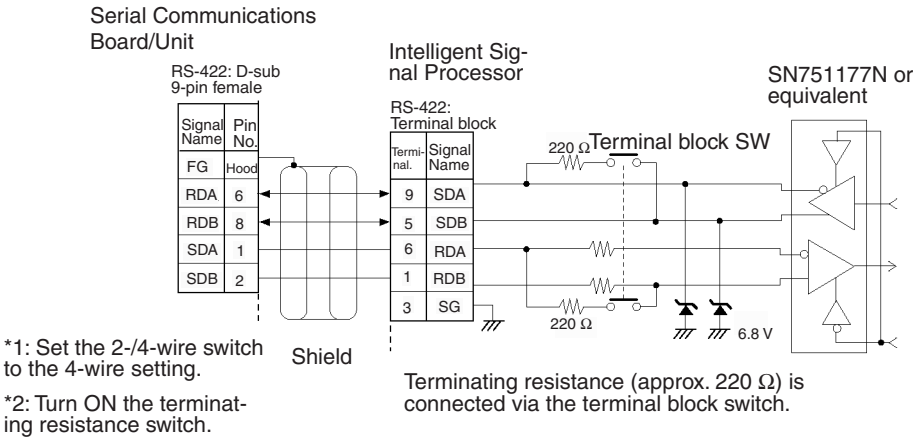 Serial Communications
Board/Unit
RS-422: D-sub
9-pin female
Signal Name Pin No.
FG Hood
RDA 6
RDB 8
SDA 1
SDB 2
Intelligent Sig-
nal Processor
RS-422:
Terminal block
Termi- nal. Signal Name
9 SDA
5 SDB
6 RDA
1 RDB
3 SG
220 Ω
Terminal block SW
220 Ω
6.8 V
SN751177N or
equivalent
Shield
*1: Set the 2-/4-wire switch
to the 4-wire setting.
*2: Turn ON the terminat-
ing resistance switch.
Terminating resistance (approx. 220 Ω) is
connected via the terminal block switch.